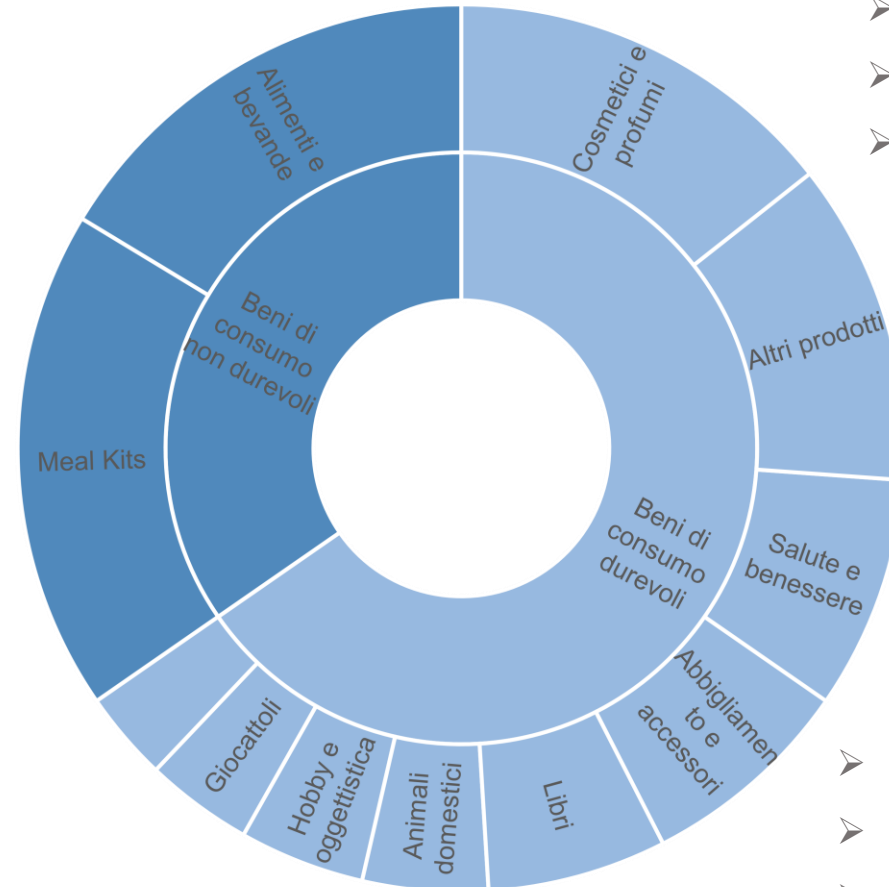 Alimenti e
bevande
Cosmetici e
profumi
Beni di
consumo
non durevoli
Altri prodotti
Meal Kits
Beni di
consumo
durevoli
Salute e
benessere
Abbigliamen
to e
accessori
Giocattoli
Hobby e
oggettistica
Animali
domestici
Libri